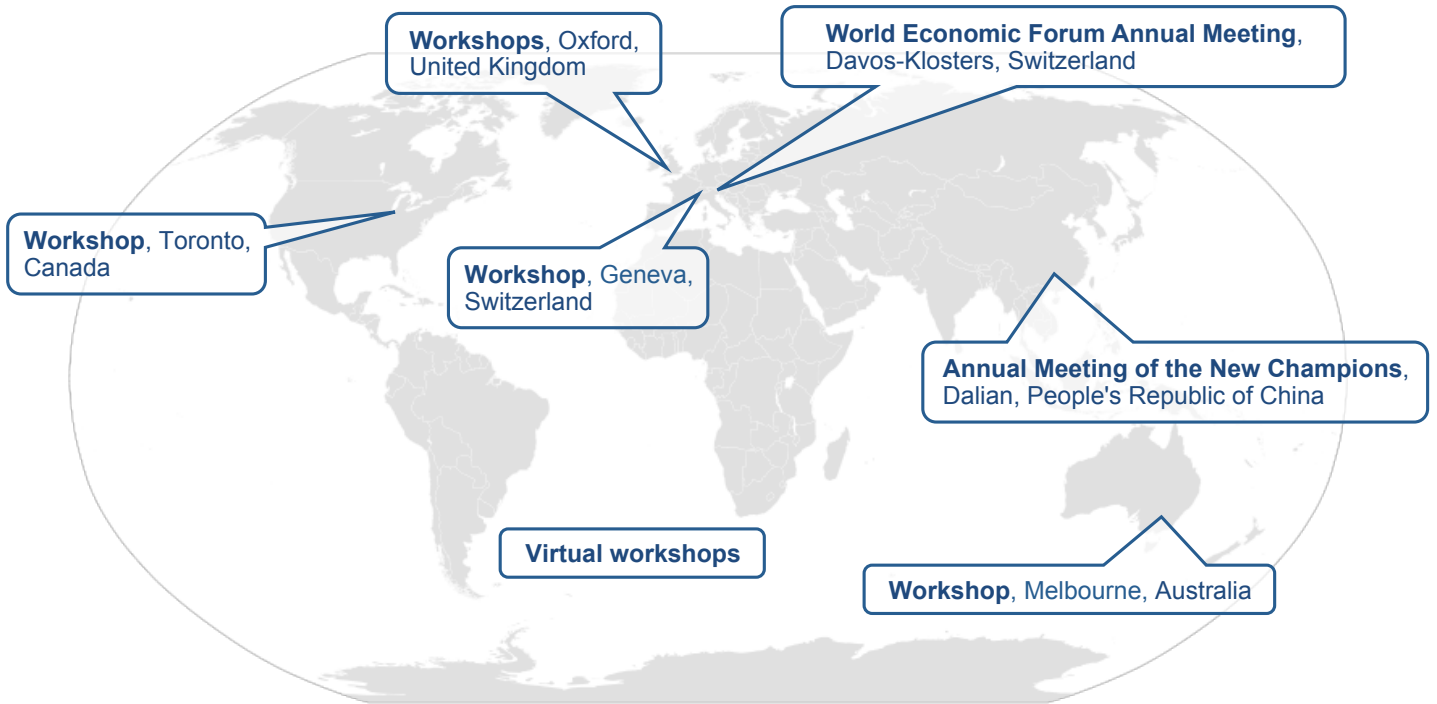 Workshops, Oxford,
United Kingdom
World Economic Forum Annual Meeting,
Davos-Klosters, Switzerland
Workshop, Toronto,
Canada
Workshop, Geneva,
Switzerland
Annual Meeting of the New Champions,
Dalian, People's Republic of China
Virtual workshops
Workshop, Melbourne, Australia